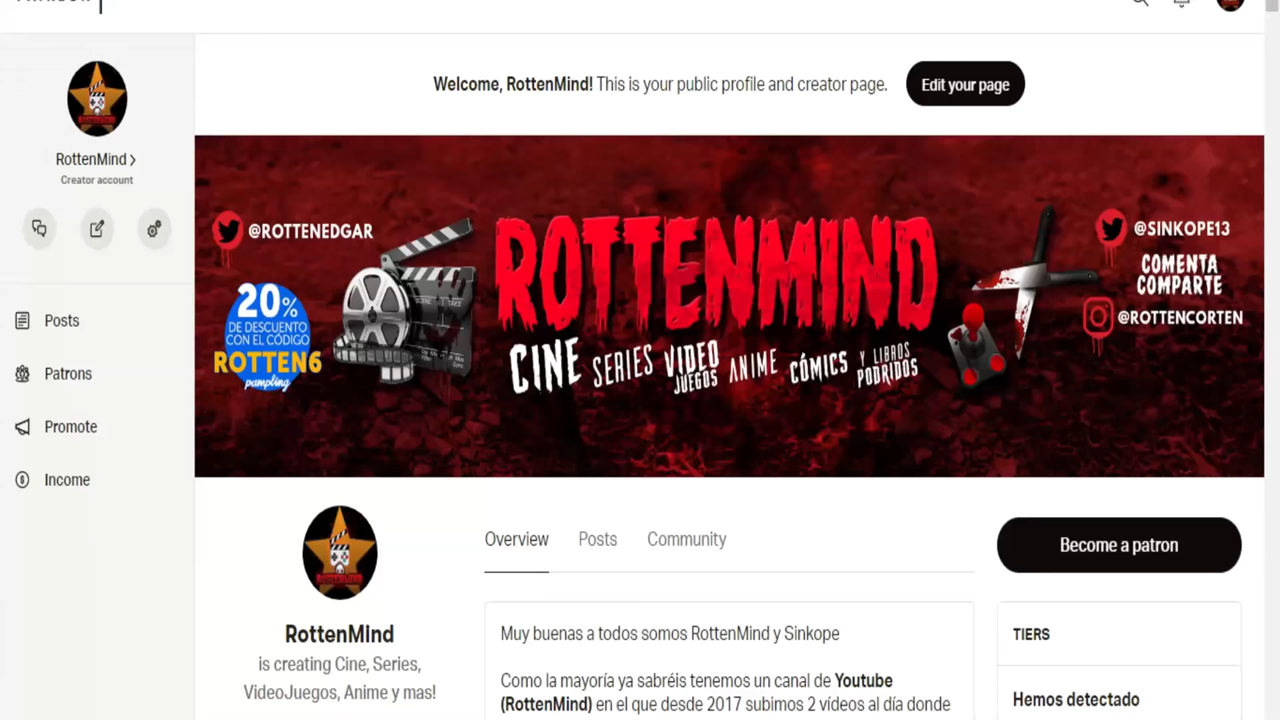 Welcome, RottenMind! This is your public profile and creator page.
Edit your page
RottenMind
Creator account
Posts
Patrons
Promote
Income
@ROTTENEDGAR
20%
DE DESCUENTO
CON EL CÓDIGO
ROTTEN6
pampling
ROTTENMIND
CINE SERIES VIDEO JUEGOS ANIME CÓMICS Y LIBROS PODRIDOS
@SINKOPE13
COMENTA
COMPARTE
@ROTTENCORTEN
Overview
Posts
Community
Become a patron
RottenMInd
is creating Cine, Series,
VideoJuegos, Anime y mas!
Muy buenas a todos somos RottenMind y Sinkope
Como la mayoría ya sabréis tenemos un canal de Youtube
(RottenMind) en el que desde 2017 subimos 2 vídeos al día donde
TIERS
Hemos detectado